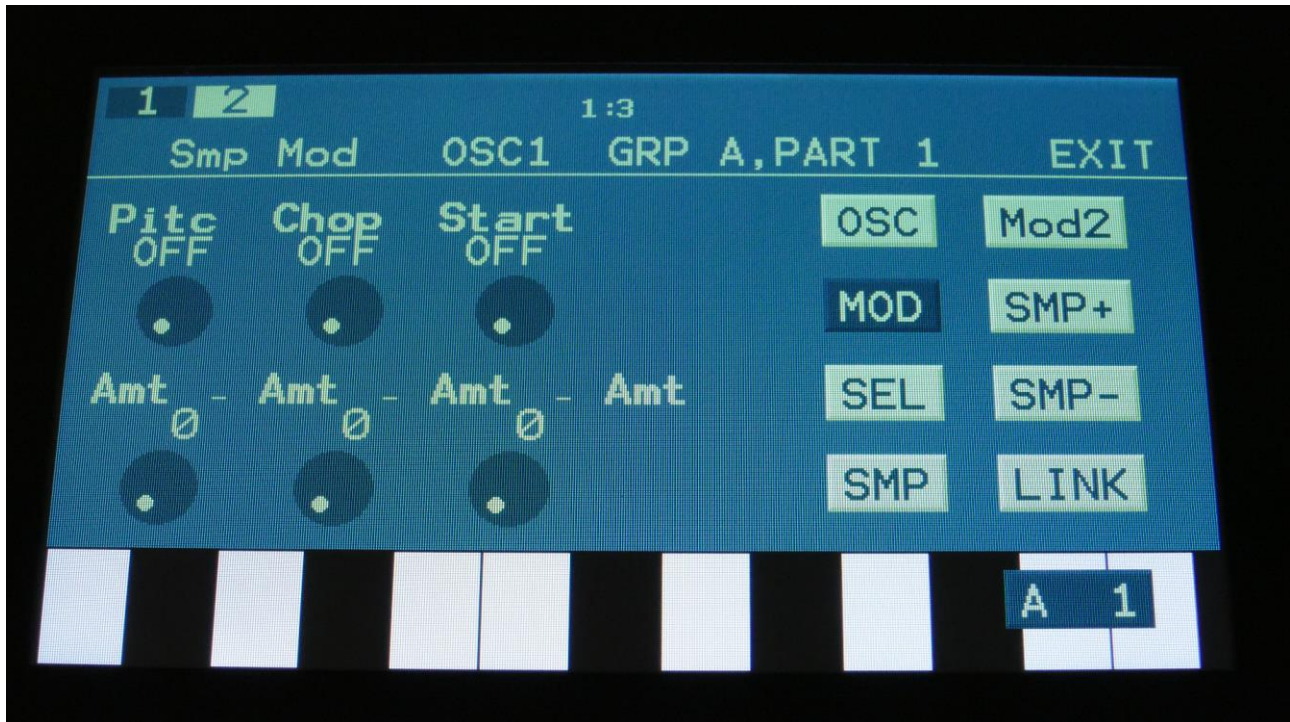 1 2 1:3
Smp Mod OSC1 GRP A,PART 1 EXIT
Pitc Chop Start OSC Mod2
OFF OFF OFF
MOD SMP+
Amt - Amt - Amt - Amt SEL SMP-
0 0 0
SMP LINK
A 1